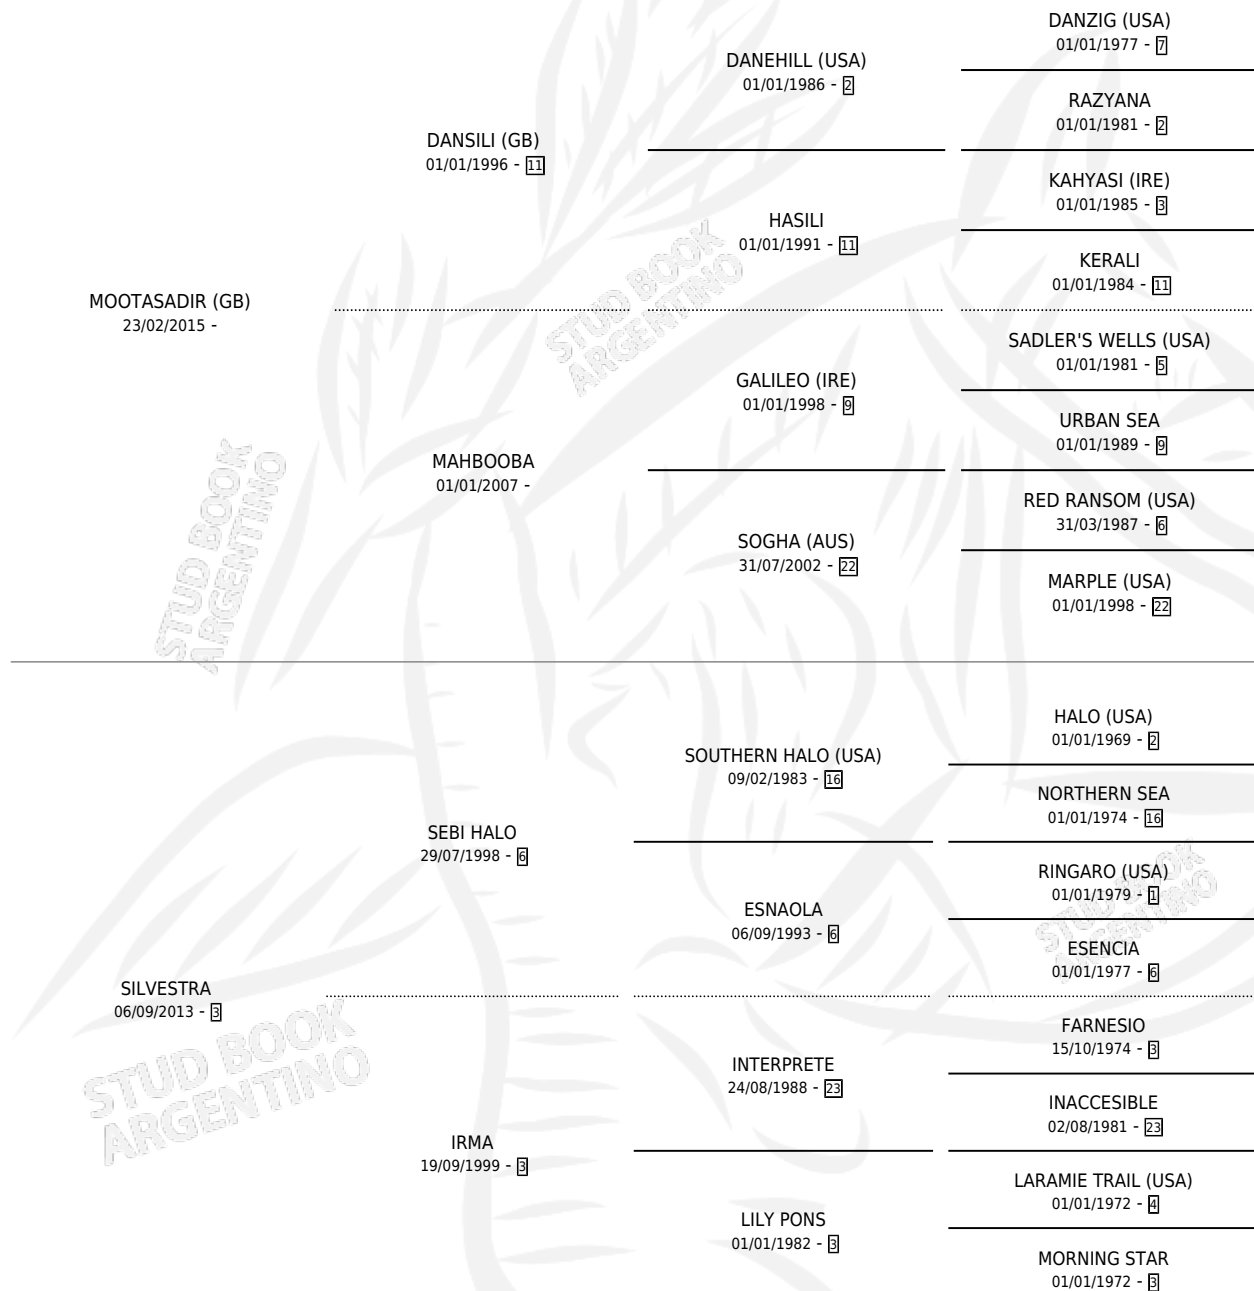 DANZIG (USA)
01/01/1977 - 7
DANEHILL (USA)
01/01/1986 - 2
RAZYANA
01/01/1981 - 2
DANSILI (GB)
01/01/1996 - 11
KAHYASI (IRE)
01/01/1985 - 3
HASILI
01/01/1991 - 11
KERALI
01/01/1984 - 11
MOOTASADIR (GB)
23/02/2015 -
SADLER'S WELLS (USA)
01/01/1981 - 5
GALILEO (IRE)
01/01/1998 - 9
URBAN SEA
01/01/1989 - 9
MAHBOOBA
01/01/2007 -
RED RANSOM (USA)
31/03/1987 - 6
SOGHA (AUS)
31/07/2002 - 22
MARPLE (USA)
01/01/1998 - 22
STUD BOOK
ARGENTINO
STUD BOOK
ARGENTINO
HALO (USA)
01/01/1969 - 2
SOUTHERN HALO (USA)
09/02/1983 - 16
NORTHERN SEA
01/01/1974 - 16
SEBI HALO
29/07/1998 - 6
RINGARO (USA)
01/01/1979 - 1
ESNAOLA
06/09/1993 - 6
ESENCIA
01/01/1977 - 6
STUD BOOK
ARGENTINO
SILVESTRA
06/09/2013 - 3
FARNESIO
15/10/1974 - 3
INTERPRETE
24/08/1988 - 23
INACCESIBLE
02/08/1981 - 23
IRMA
19/09/1999 - 3
LARAMIE TRAIL (USA)
01/01/1972 - 4
LILY PONS
01/01/1982 - 3
MORNING STAR
01/01/1972 - 3
STUD BOOK
ARGENTINO